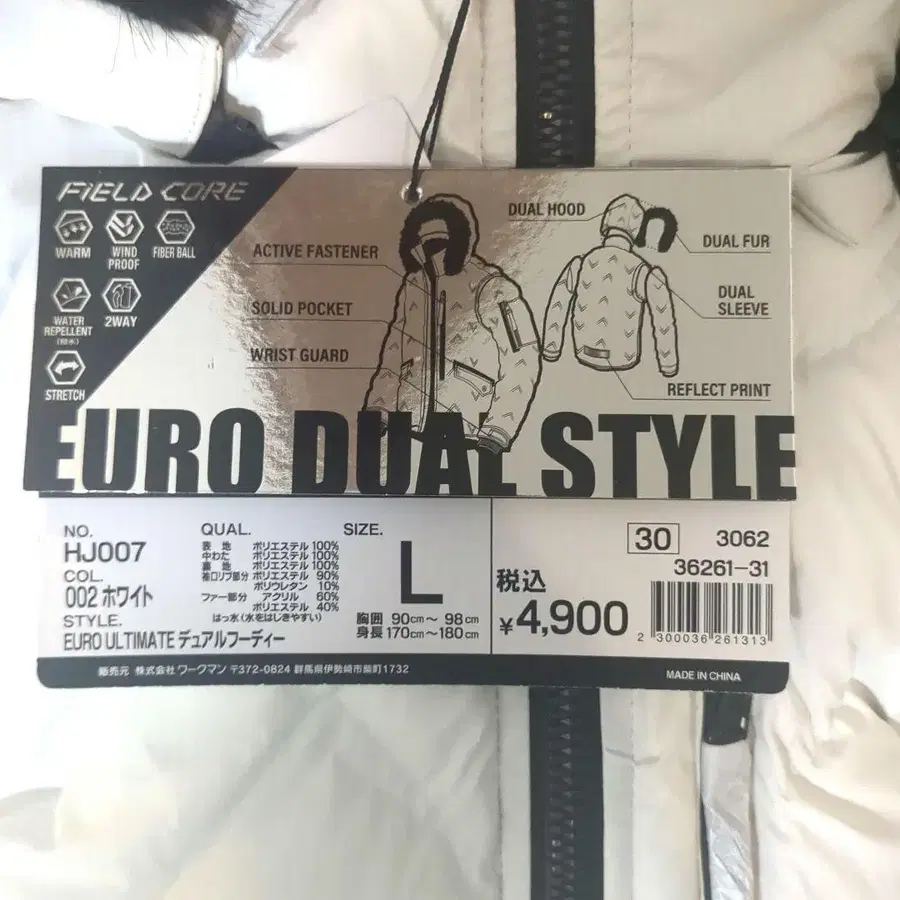 FiELD CORE
WARM
WIND PROOF
FIBER BALL
WATER REPELLENT
(撥水)
2WAY
STRETCH
ACTIVE FASTENER
SOLID POCKET
WRIST GUARD
DUAL HOOD
DUAL FUR
DUAL SLEEVE
REFLECT PRINT
EURO DUAL STYLE
NO.
HJ007
COL.
002 ホワイト
STYLE.
EURO ULTIMATE デュアルフーディー
QUAL.
表地 ポリエステル 100%
中わた ポリエステル 100%
裏地 ポリエステル 100%
袖口リブ部分 ポリエステル 90%
ポリウレタン 10%
ファー部分 アクリル 60%
ポリエステル 40%
はっ水 (水をはじきやすい)
SIZE.
L
胸囲 90cm～ 98cm
身長 170cm～180cm
30 3062
36261-31
税込
¥4,900
2 300036 261313
販売元 株式会社 ワークマン 〒372-0824 群馬県伊勢崎市柴町1732
MADE IN CHINA